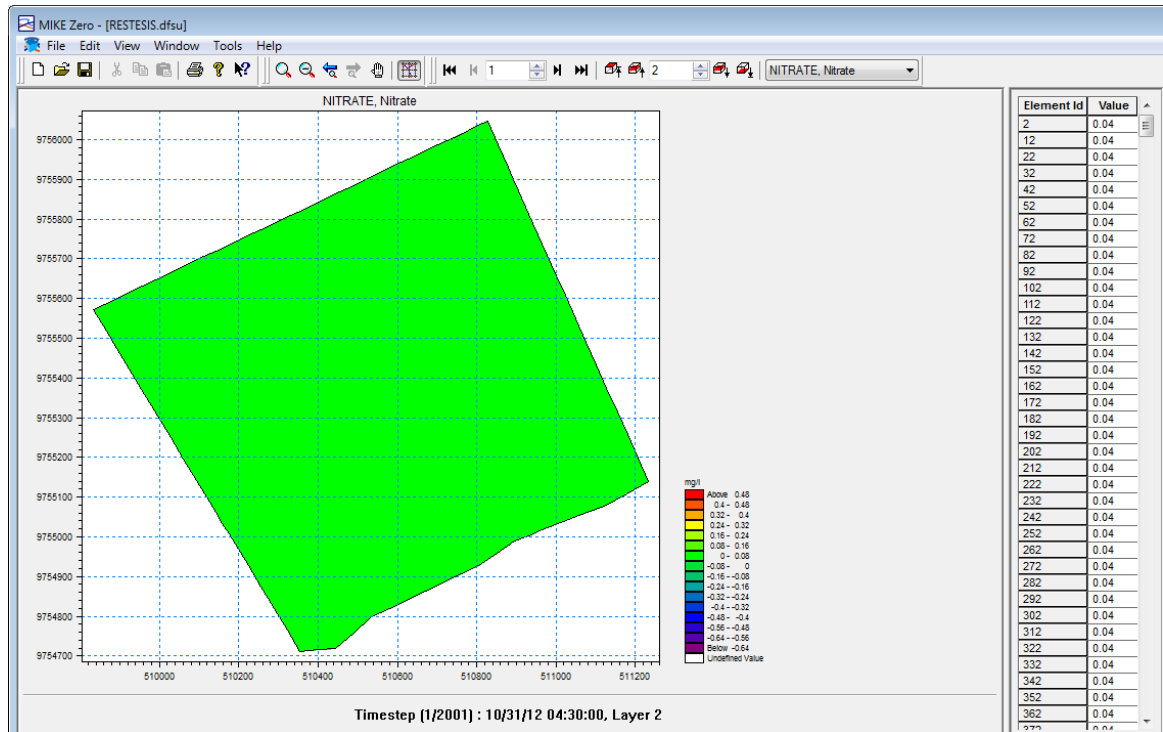 MIKE Zero - [RESTESIS.dfsu]
File Edit View Window Tools Help
1 2 NITRATE, Nitrate
NITRATE, Nitrate
9756000
9755900
9755800
9755700
9755600
9755500
9755400
9755300
9755200
9755100
9755000
9754900
9754800
9754700
510000 510200 510400 510600 510800 511000 511200
mg/l
Above 0.48
0.4 - 0.48
0.32 - 0.4
0.24 - 0.32
0.16 - 0.24
0.08 - 0.16
0 - 0.08
-0.08 - 0
-0.16 - -0.08
-0.24 - -0.16
-0.32 - -0.24
-0.4 - -0.32
-0.48 - -0.4
-0.56 - -0.48
-0.64 - -0.56
Below -0.64
Undefined Value
Timestep (1/2001) : 10/31/12 04:30:00, Layer 2
Element Id Value
2 0.04
12 0.04
22 0.04
32 0.04
42 0.04
52 0.04
62 0.04
72 0.04
82 0.04
92 0.04
102 0.04
112 0.04
122 0.04
132 0.04
142 0.04
152 0.04
162 0.04
172 0.04
182 0.04
192 0.04
202 0.04
212 0.04
222 0.04
232 0.04
242 0.04
252 0.04
262 0.04
272 0.04
282 0.04
292 0.04
302 0.04
312 0.04
322 0.04
332 0.04
342 0.04
352 0.04
362 0.04